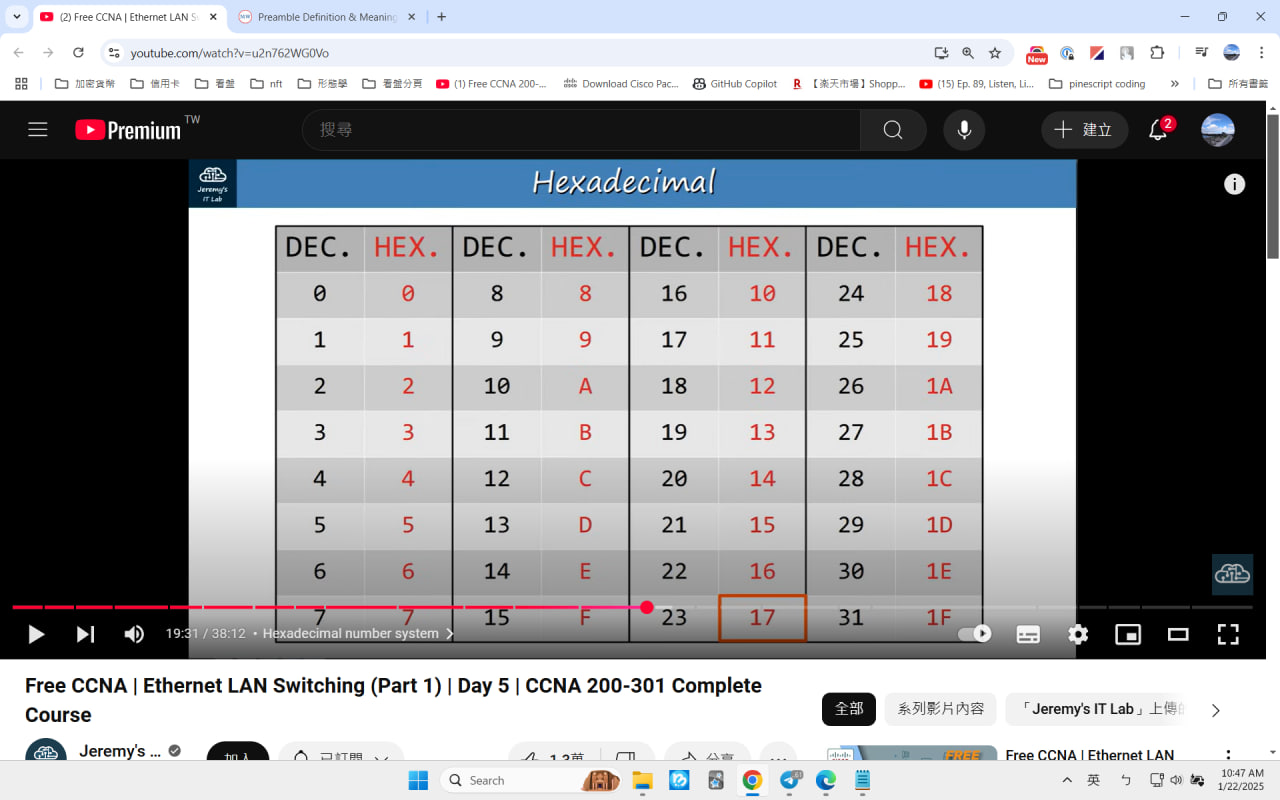 (2) Free CCNA | Ethernet LAN S
Preamble Definition & Meaning
youtube.com/watch?v=u2n762WG0Vo
New
加密貨幣
信用卡
看盤
nft
形態學
看盤分頁
(1) Free CCNA 200-...
Download Cisco Pac...
GitHub Copilot
【楽天市場】Shopp...
(15) Ep. 89, Listen, Li...
pinescript coding
所有書籤
Premium TW
搜尋
建立
2
Jeremy's
IT Lab
Hexadecimal
DEC. HEX. DEC. HEX. DEC. HEX. DEC. HEX.
0 0 8 8 16 10 24 18
1 1 9 9 17 11 25 19
2 2 10 A 18 12 26 1A
3 3 11 B 19 13 27 1B
4 4 12 C 20 14 28 1C
5 5 13 D 21 15 29 1D
6 6 14 E 22 16 30 1E
7 7 15 F 23 17 31 1F
19:31 / 38:12 • Hexadecimal number system
Free CCNA | Ethernet LAN Switching (Part 1) | Day 5 | CCNA 200-301 Complete
Course
全部
系列影片內容
「Jeremy's IT Lab」上傳的
Jeremy's ...
加入
已訂閱
1.3萬
分享
FREE
Free CCNA | Ethernet LAN
Search
英
ㄅ
10:47 AM
1/22/2025